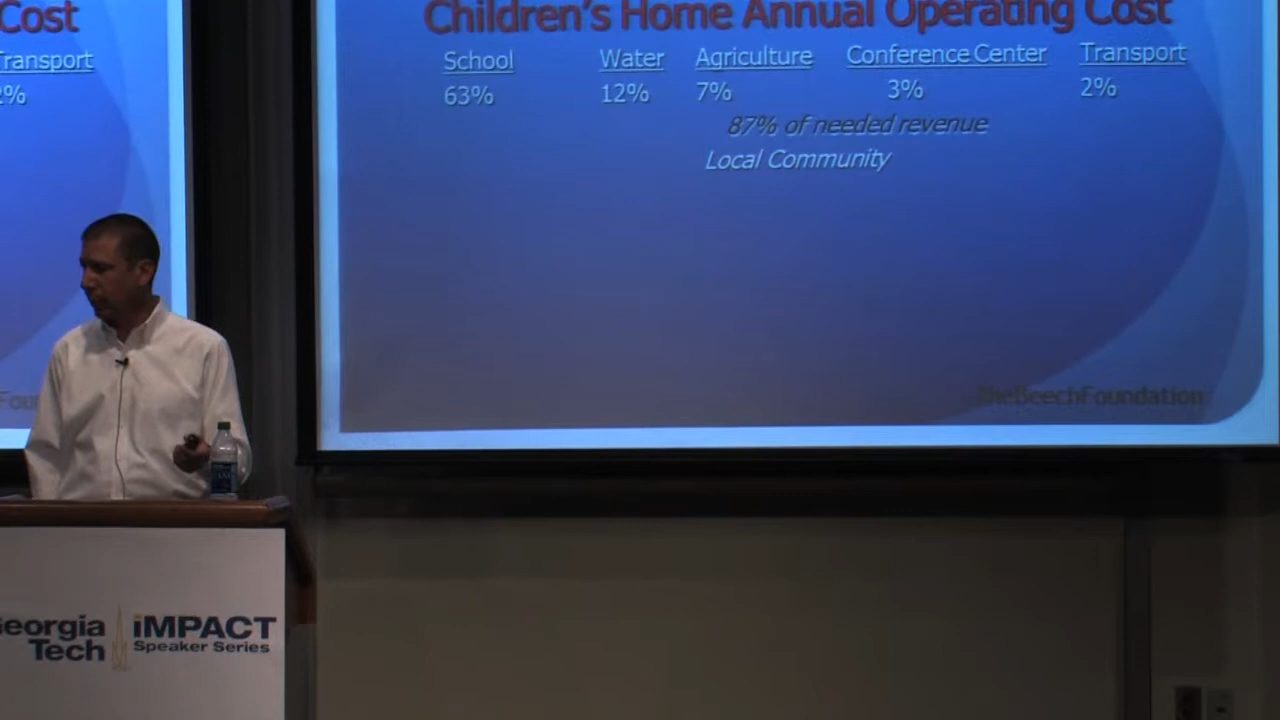 Cost
Transport
2%
Children's Home Annual Operating Cost
School Water Agriculture Conference Center Transport
63% 12% 7% 3% 2%
87% of needed revenue
Local Community
TheBeechFoundation
Georgia Tech
iMPACT
Speaker Series